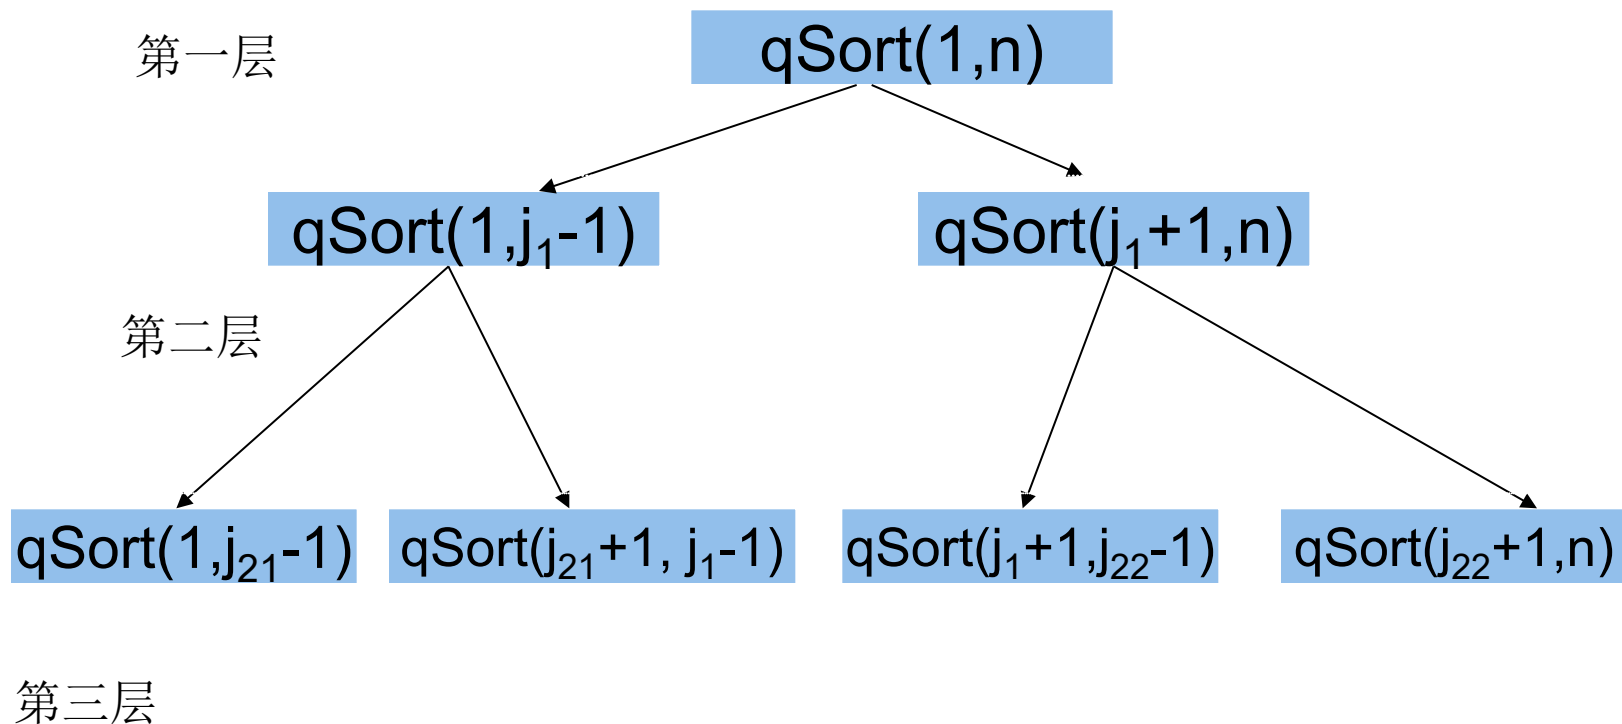 第一层
qSort(1,n)
qSort(1,j₁-1)
qSort(j₁+1,n)
第二层
qSort(1,j₂₁-1)
qSort(j₂₁+1, j₁-1)
qSort(j₁+1,j₂₂-1)
qSort(j₂₂+1,n)
第三层